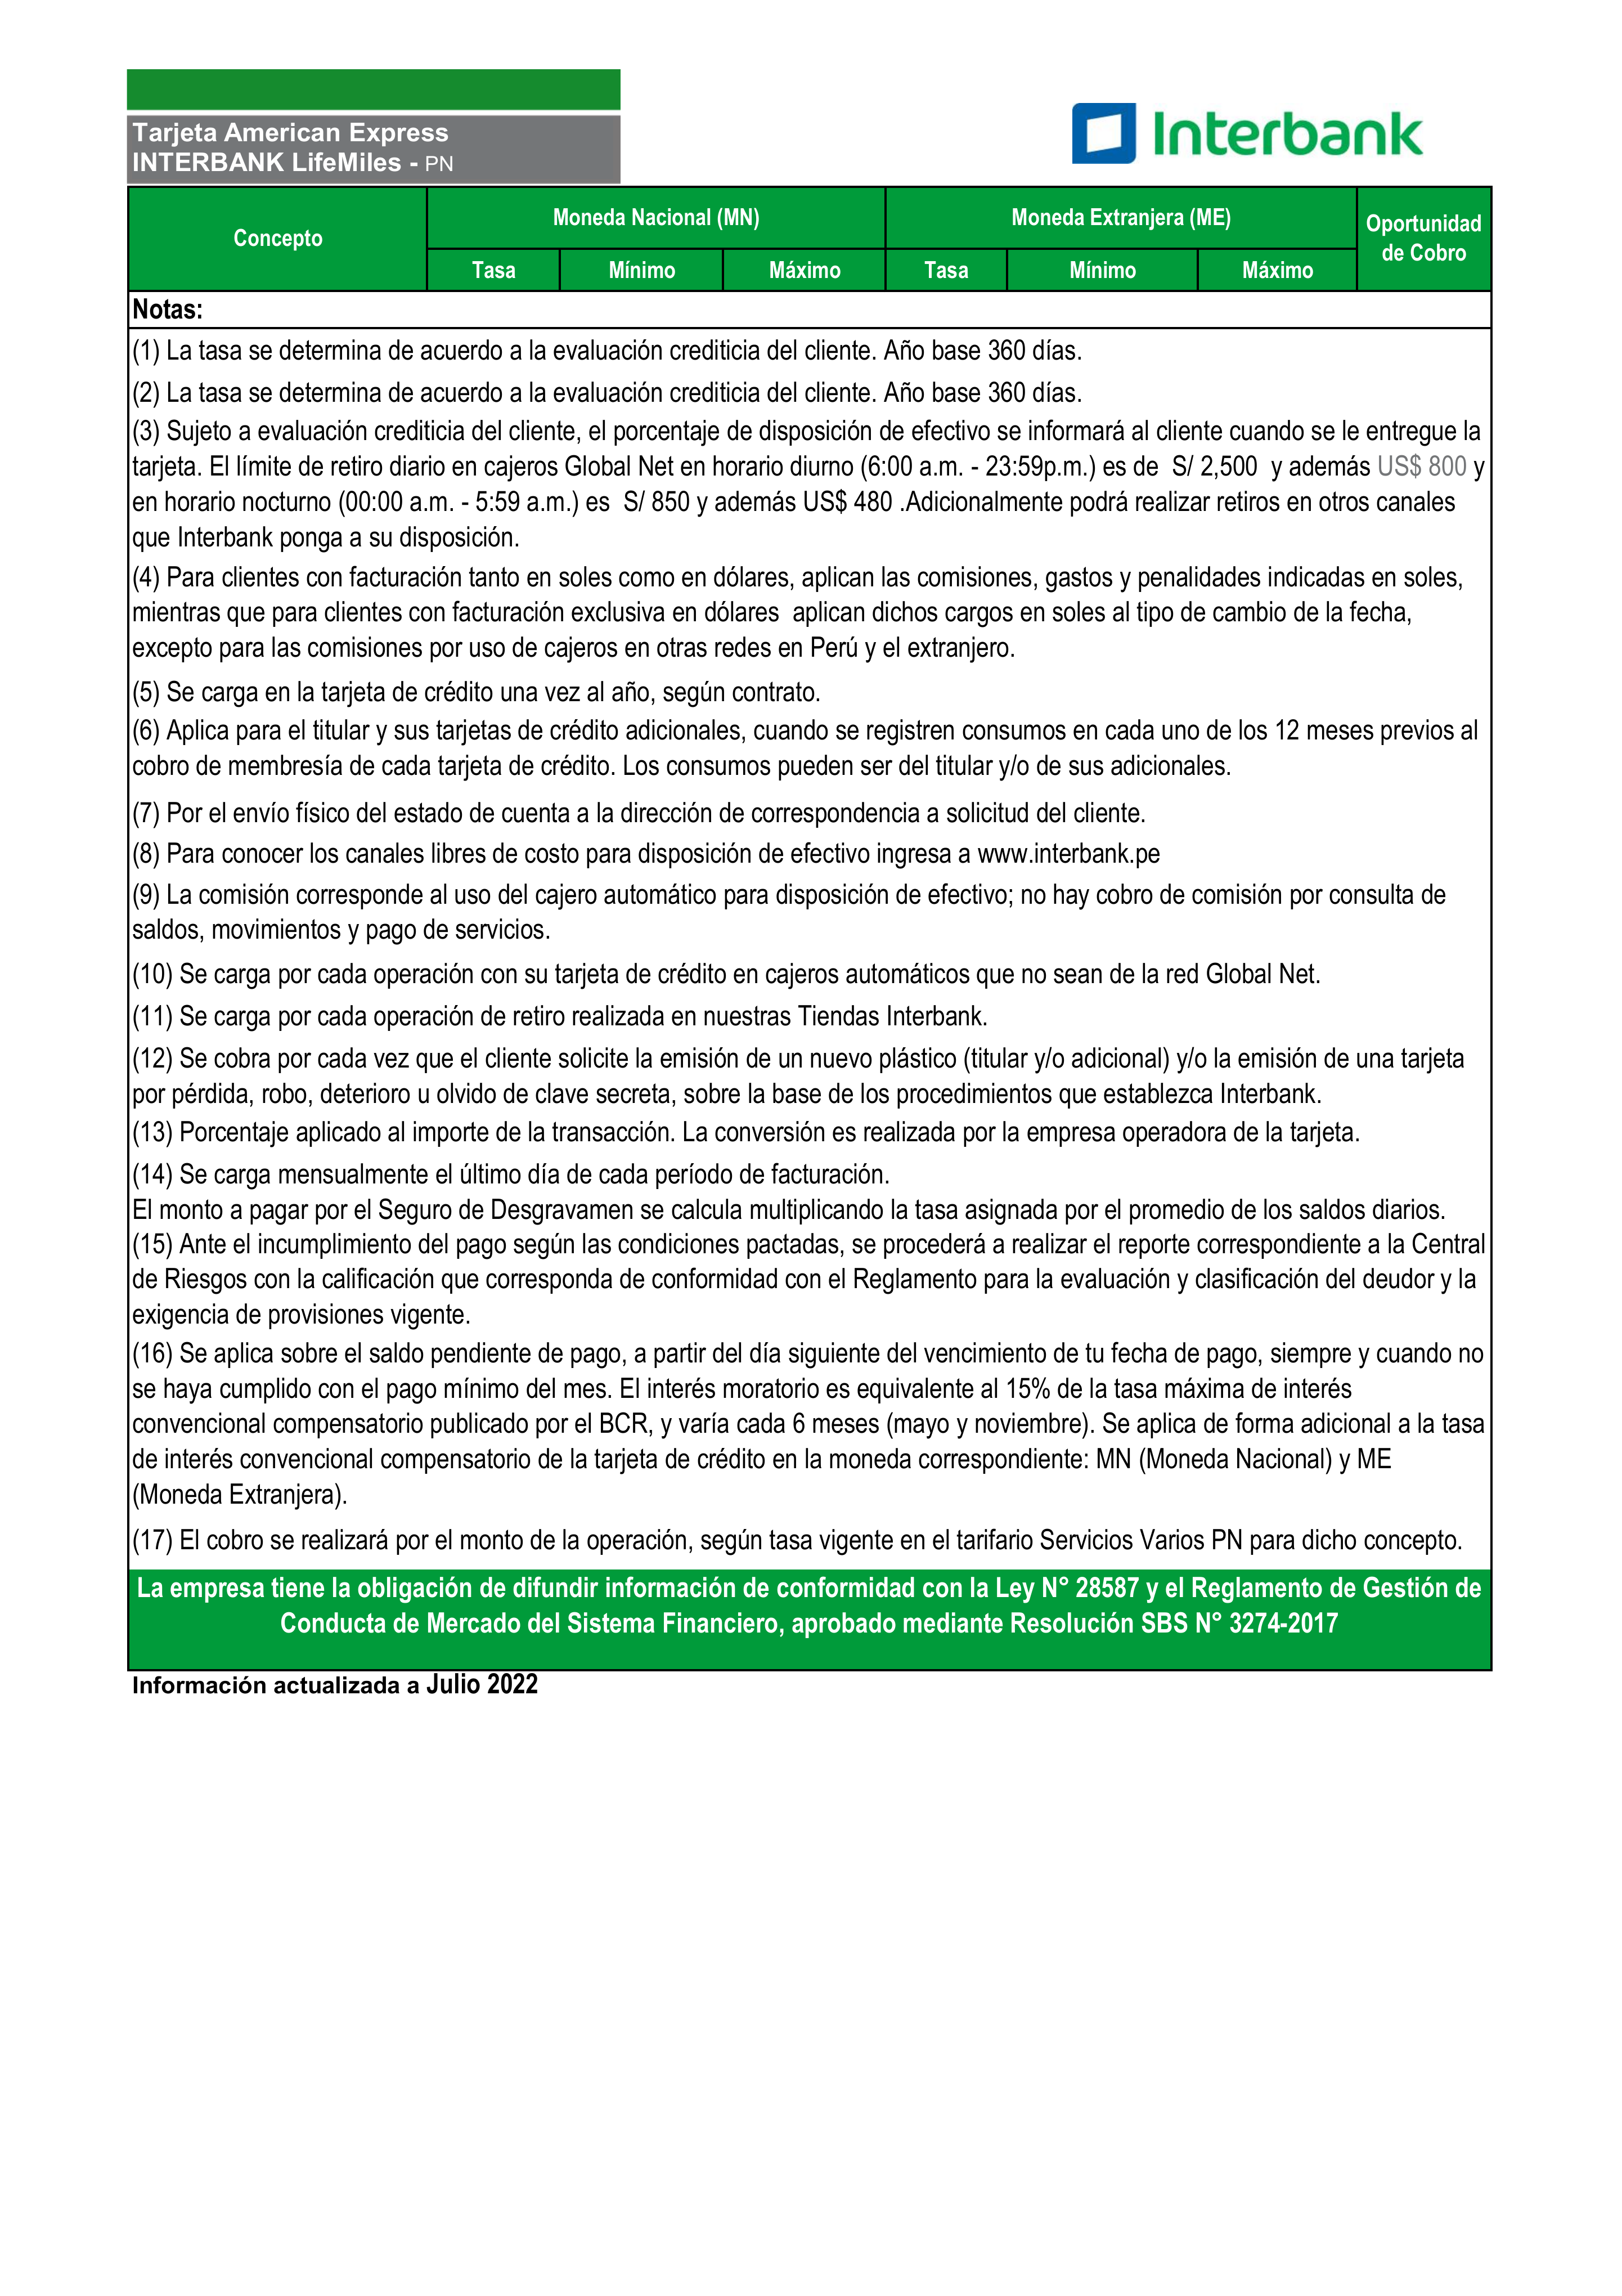 Tarjeta American Express
INTERBANK LifeMiles - PN
Interbank
Concepto
Moneda Nacional (MN)
Moneda Extranjera (ME)
Oportunidad
de Cobro
Tasa
Mínimo
Máximo
Tasa
Mínimo
Máximo
Notas:
(1) La tasa se determina de acuerdo a la evaluación crediticia del cliente. Año base 360 días.
(2) La tasa se determina de acuerdo a la evaluación crediticia del cliente. Año base 360 días.
(3) Sujeto a evaluación crediticia del cliente, el porcentaje de disposición de efectivo se informará al cliente cuando se le entregue la
tarjeta. El límite de retiro diario en cajeros Global Net en horario diurno (6:00 a.m. - 23:59p.m.) es de  S/ 2,500  y además US$ 800 y
en horario nocturno (00:00 a.m. - 5:59 a.m.) es  S/ 850 y además US$ 480 .Adicionalmente podrá realizar retiros en otros canales
que Interbank ponga a su disposición.
(4) Para clientes con facturación tanto en soles como en dólares, aplican las comisiones, gastos y penalidades indicadas en soles,
mientras que para clientes con facturación exclusiva en dólares  aplican dichos cargos en soles al tipo de cambio de la fecha,
excepto para las comisiones por uso de cajeros en otras redes en Perú y el extranjero.
(5) Se carga en la tarjeta de crédito una vez al año, según contrato.
(6) Aplica para el titular y sus tarjetas de crédito adicionales, cuando se registren consumos en cada uno de los 12 meses previos al
cobro de membresía de cada tarjeta de crédito. Los consumos pueden ser del titular y/o de sus adicionales.
(7) Por el envío físico del estado de cuenta a la dirección de correspondencia a solicitud del cliente.
(8) Para conocer los canales libres de costo para disposición de efectivo ingresa a www.interbank.pe
(9) La comisión corresponde al uso del cajero automático para disposición de efectivo; no hay cobro de comisión por consulta de
saldos, movimientos y pago de servicios.
(10) Se carga por cada operación con su tarjeta de crédito en cajeros automáticos que no sean de la red Global Net.
(11) Se carga por cada operación de retiro realizada en nuestras Tiendas Interbank.
(12) Se cobra por cada vez que el cliente solicite la emisión de un nuevo plástico (titular y/o adicional) y/o la emisión de una tarjeta
por pérdida, robo, deterioro u olvido de clave secreta, sobre la base de los procedimientos que establezca Interbank.
(13) Porcentaje aplicado al importe de la transacción. La conversión es realizada por la empresa operadora de la tarjeta.
(14) Se carga mensualmente el último día de cada período de facturación.
El monto a pagar por el Seguro de Desgravamen se calcula multiplicando la tasa asignada por el promedio de los saldos diarios.
(15) Ante el incumplimiento del pago según las condiciones pactadas, se procederá a realizar el reporte correspondiente a la Central
de Riesgos con la calificación que corresponda de conformidad con el Reglamento para la evaluación y clasificación del deudor y la
exigencia de provisiones vigente.
(16) Se aplica sobre el saldo pendiente de pago, a partir del día siguiente del vencimiento de tu fecha de pago, siempre y cuando no
se haya cumplido con el pago mínimo del mes. El interés moratorio es equivalente al 15% de la tasa máxima de interés
convencional compensatorio publicado por el BCR, y varía cada 6 meses (mayo y noviembre). Se aplica de forma adicional a la tasa
de interés convencional compensatorio de la tarjeta de crédito en la moneda correspondiente: MN (Moneda Nacional) y ME
(Moneda Extranjera).
(17) El cobro se realizará por el monto de la operación, según tasa vigente en el tarifario Servicios Varios PN para dicho concepto.
La empresa tiene la obligación de difundir información de conformidad con la Ley N° 28587 y el Reglamento de Gestión de
Conducta de Mercado del Sistema Financiero, aprobado mediante Resolución SBS N° 3274-2017
Información actualizada a Julio 2022